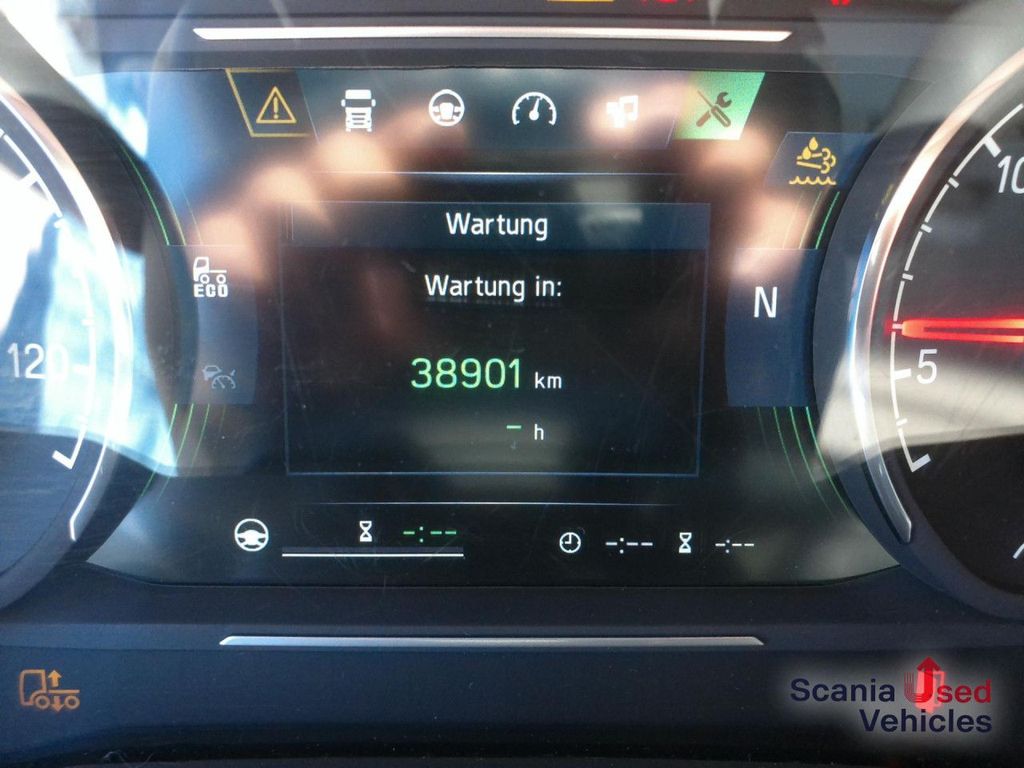 Wartung
Wartung in:
38901 km
- h
ECO
N
120
10
5
-:-- -:-- -:--
Scania Used
Vehicles